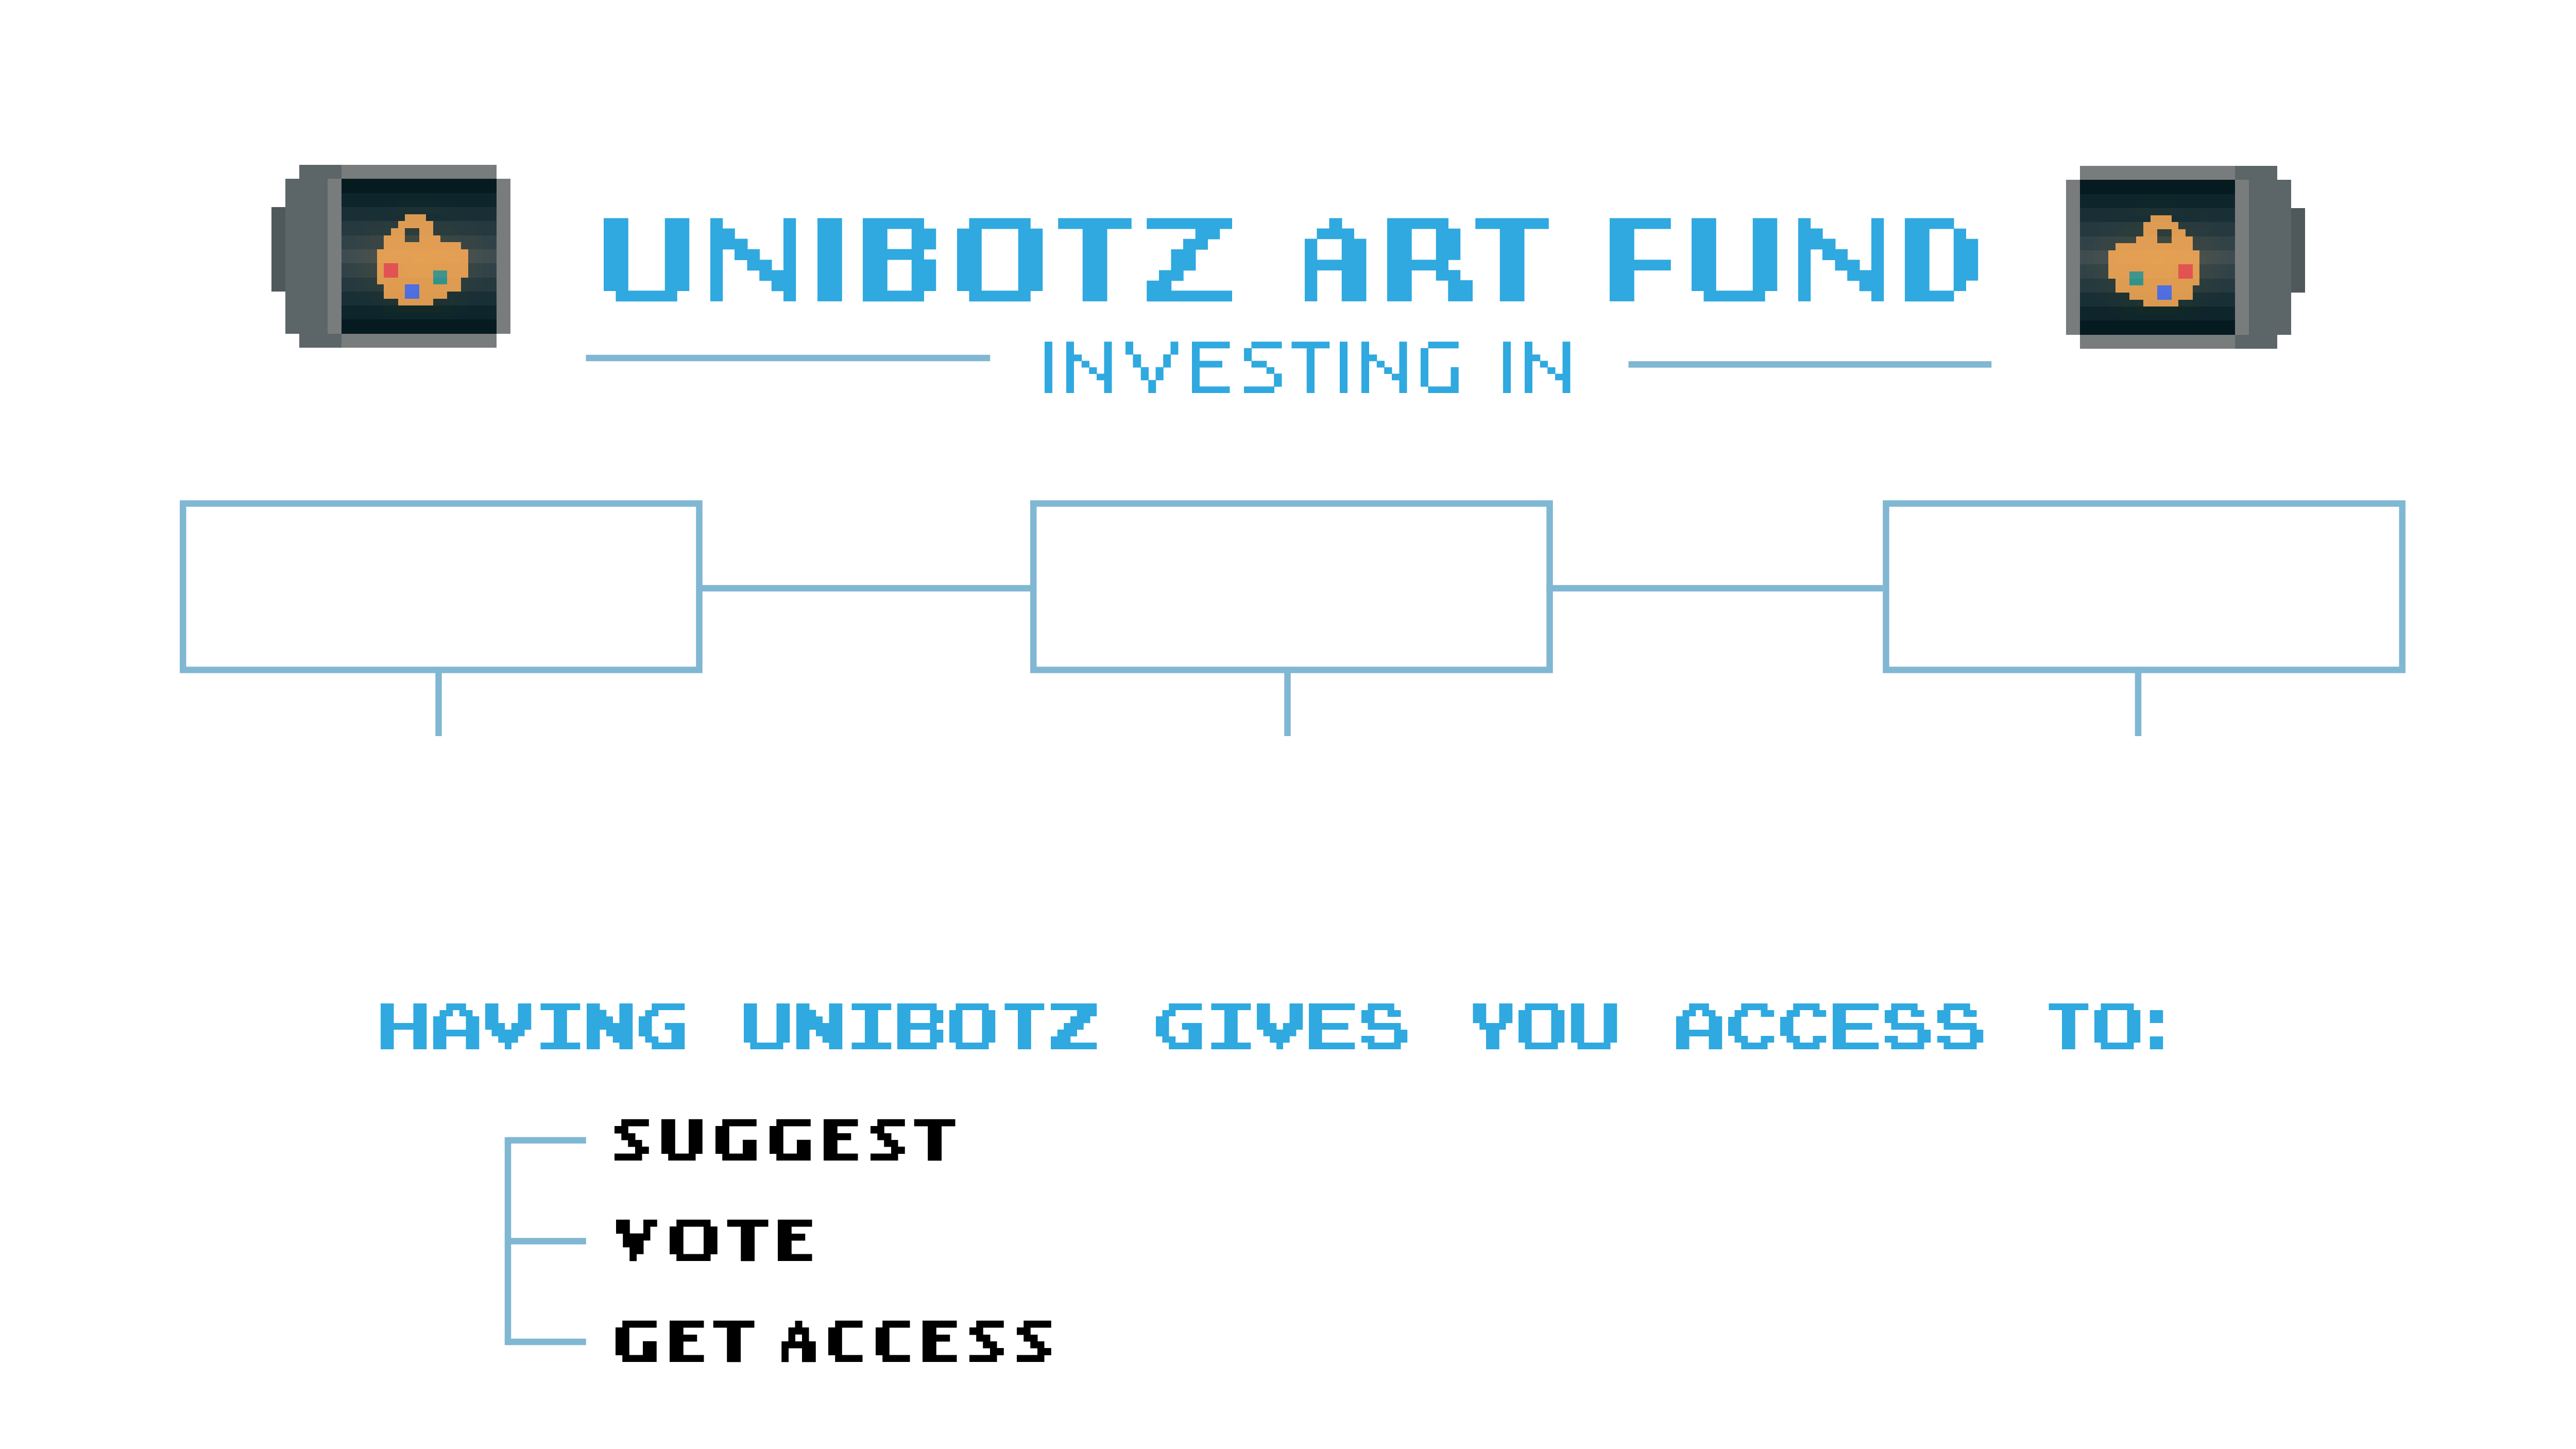 UNIBOTZ ART FUND
INVESTING IN
HAVING UNIBOTZ GIVES YOU ACCESS TO:
SUGGEST
VOTE
GET ACCESS